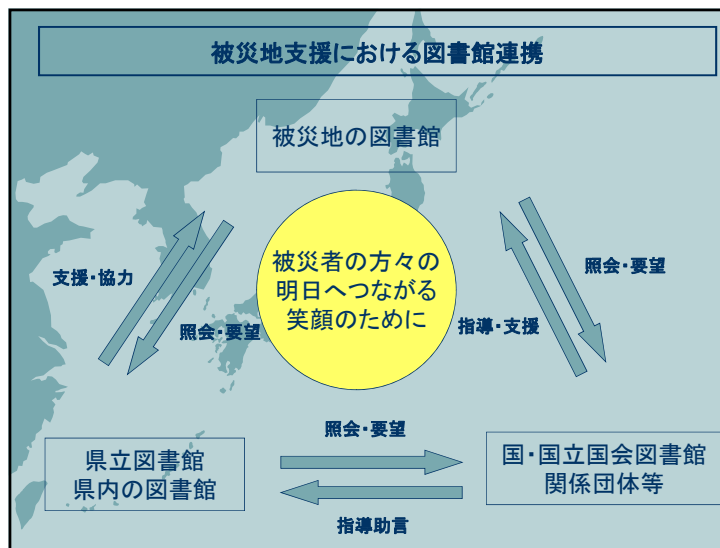 被災地支援における図書館連携
被災地の図書館
被災者の方々の
明日へつながる
笑顔のために
支援・協力
照会・要望
照会・要望
指導・支援
照会・要望
県立図書館
県内の図書館
国・国立国会図書館
関係団体等
指導助言